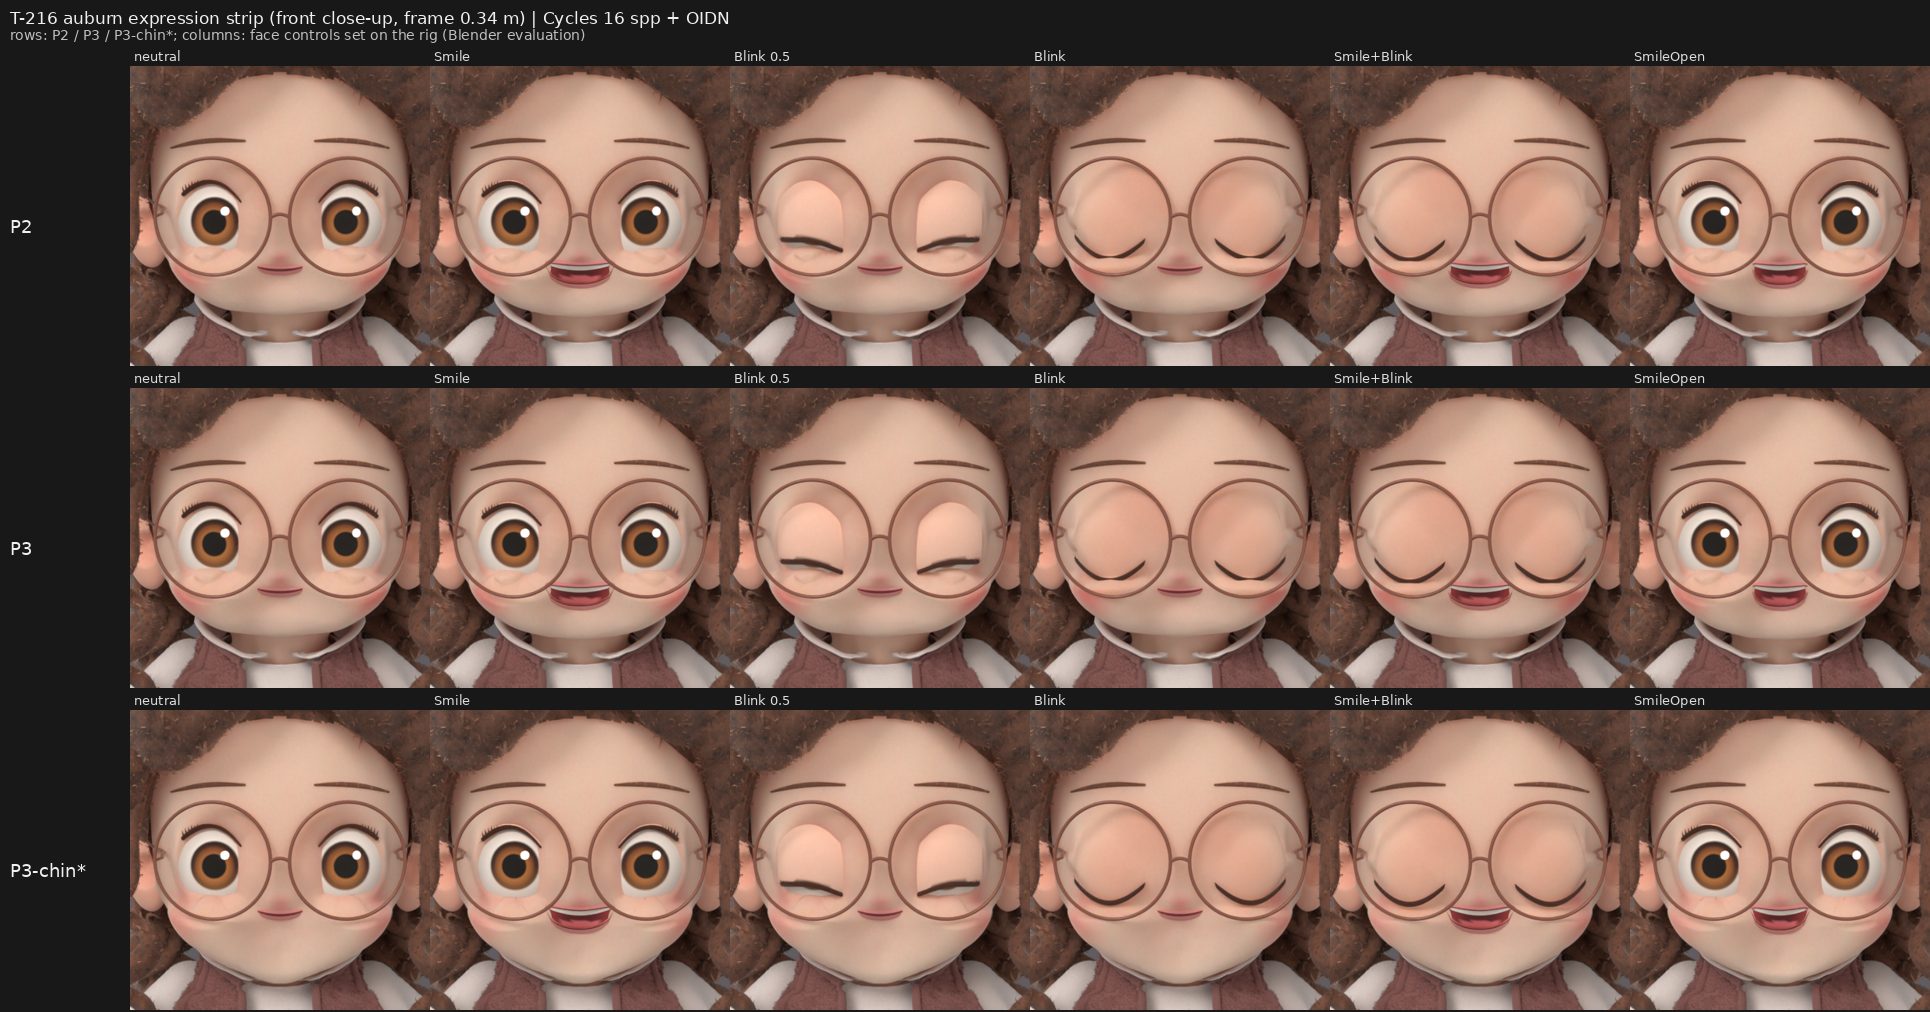 T-216 auburn expression strip (front close-up, frame 0.34 m) | Cycles 16 spp + OIDN
rows: P2 / P3 / P3-chin*; columns: face controls set on the rig (Blender evaluation)
neutral Smile Blink 0.5 Blink Smile+Blink SmileOpen
P2
neutral Smile Blink 0.5 Blink Smile+Blink SmileOpen
P3
neutral Smile Blink 0.5 Blink Smile+Blink SmileOpen
P3-chin*